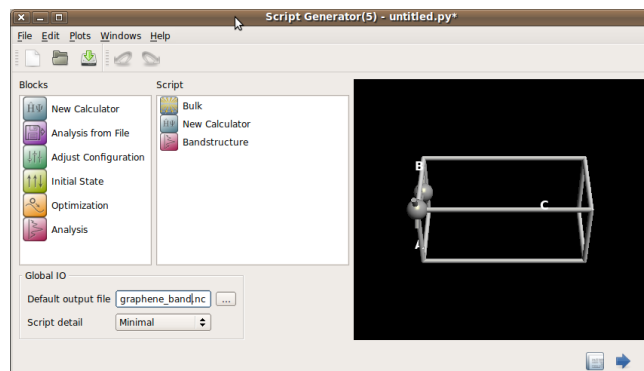 Script Generator(5) - untitled.py*
File Edit Plots Windows Help
Blocks
Script
New Calculator
Analysis from File
Adjust Configuration
Initial State
Optimization
Analysis
Bulk
New Calculator
Bandstructure
B
C
A
Global IO
Default output file graphene_band.nc ...
Script detail Minimal